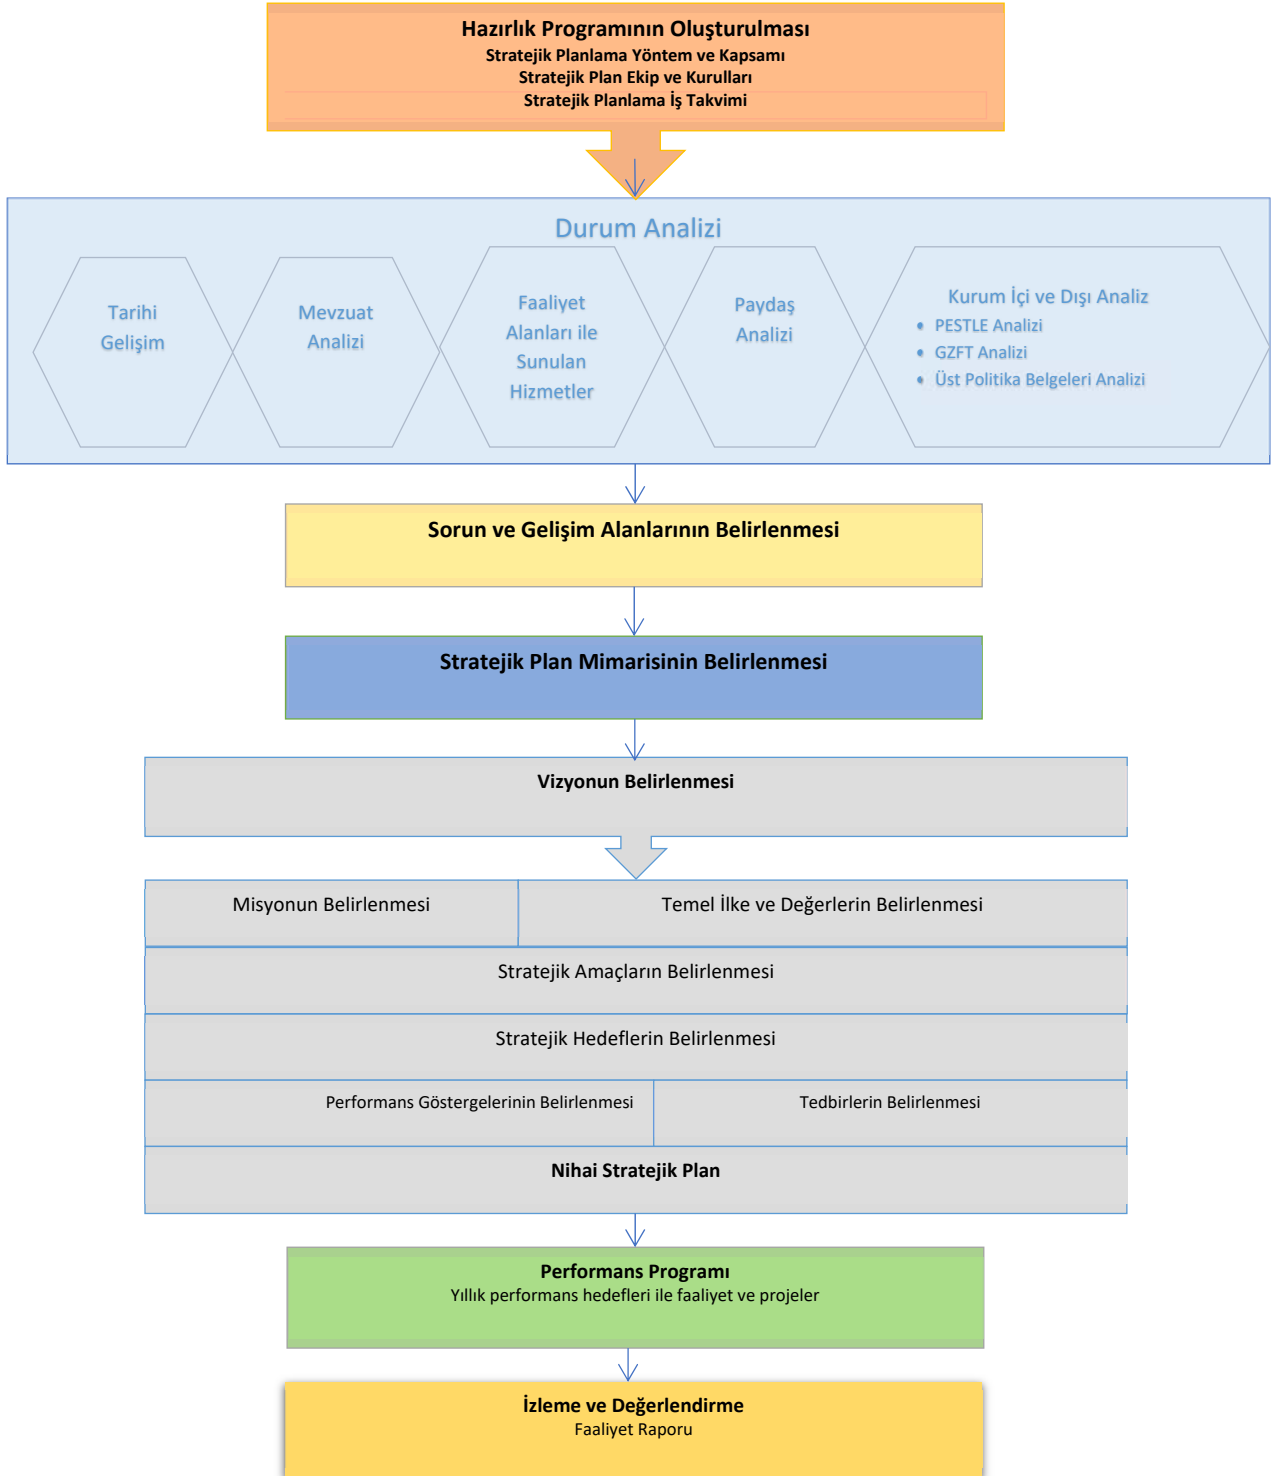 Hazırlık Programının Oluşturulması
Stratejik Planlama Yöntem ve Kapsamı
Stratejik Plan Ekip ve Kurulları
Stratejik Planlama İş Takvimi
Durum Analizi
Tarihi
Gelişim
Mevzuat
Analizi
Faaliyet
Alanları ile
Sunulan
Hizmetler
Paydaş
Analizi
Kurum İçi ve Dışı Analiz
• PESTLE Analizi
• GZFT Analizi
• Üst Politika Belgeleri Analizi
Sorun ve Gelişim Alanlarının Belirlenmesi
Stratejik Plan Mimarisinin Belirlenmesi
Vizyonun Belirlenmesi
Misyonun Belirlenmesi
Temel İlke ve Değerlerin Belirlenmesi
Stratejik Amaçların Belirlenmesi
Stratejik Hedeflerin Belirlenmesi
Performans Göstergelerinin Belirlenmesi
Tedbirlerin Belirlenmesi
Nihai Stratejik Plan
Performans Programı
Yıllık performans hedefleri ile faaliyet ve projeler
İzleme ve Değerlendirme
Faaliyet Raporu